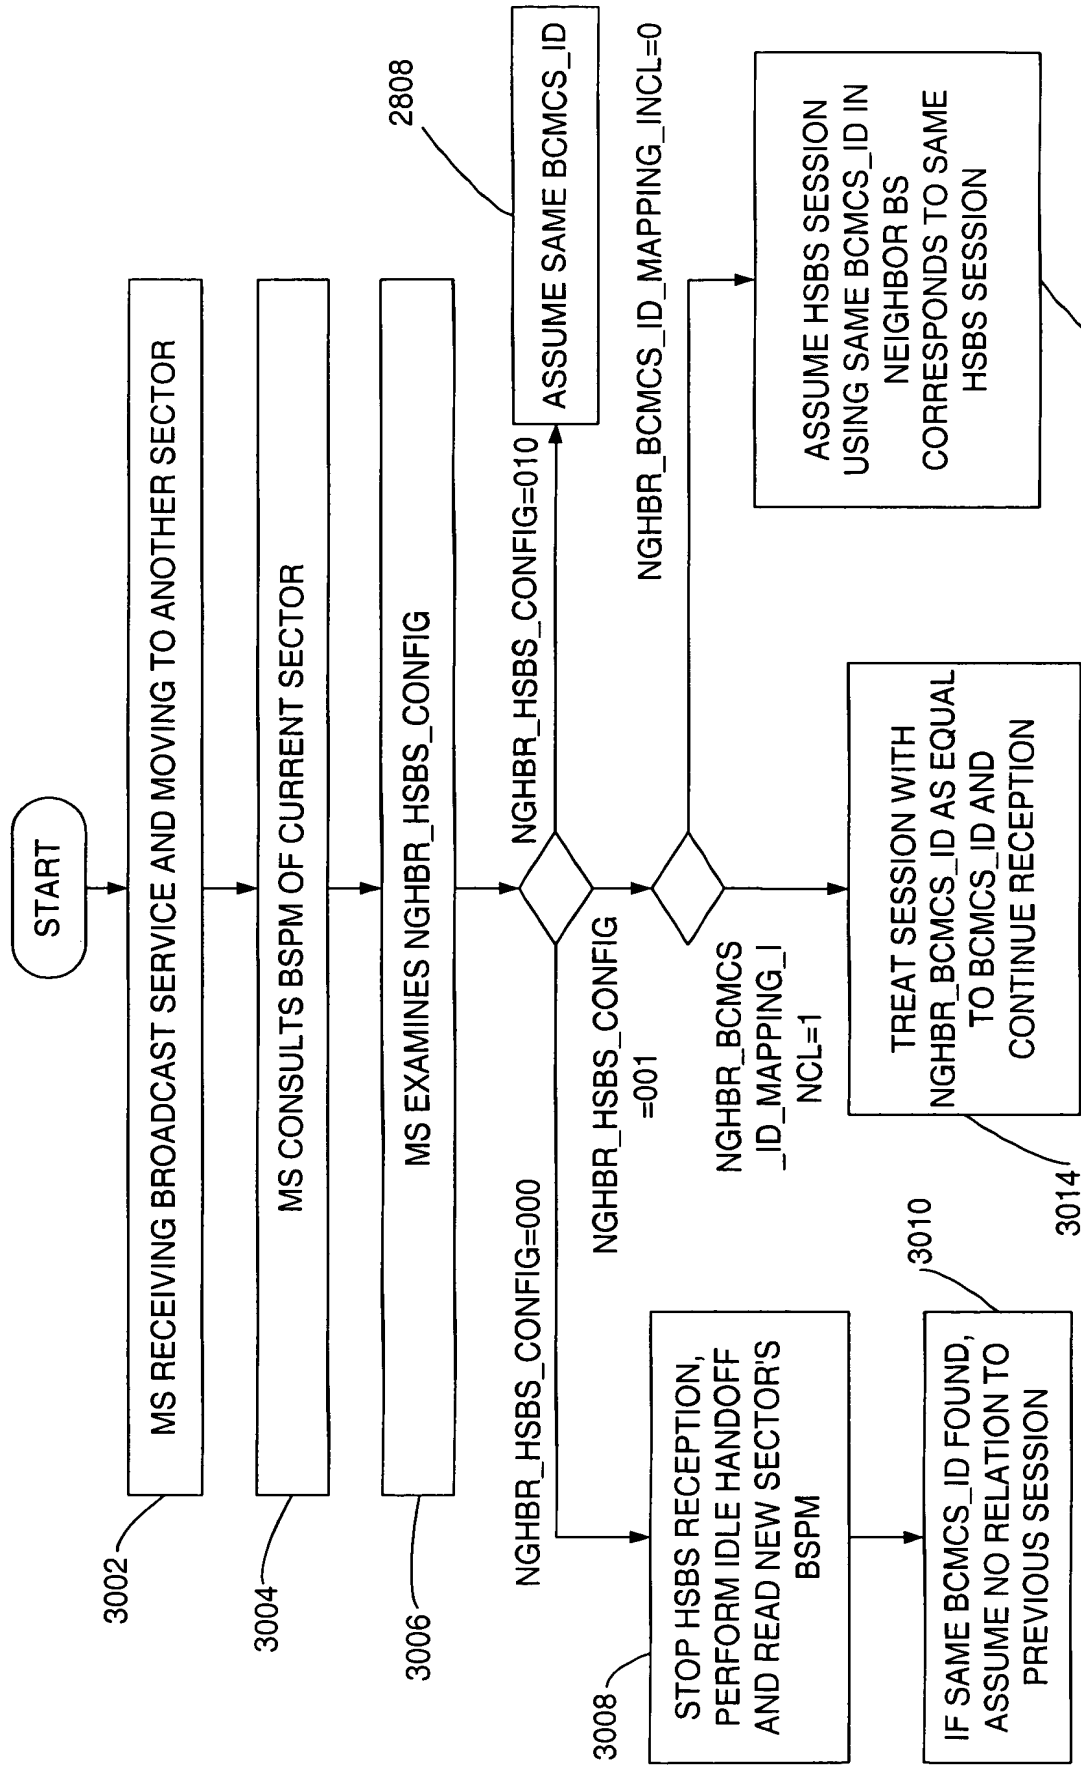 START
MS RECEIVING BROADCAST SERVICE AND MOVING TO ANOTHER SECTOR
3002
MS CONSULTS BSPM OF CURRENT SECTOR
3004
MS EXAMINES NGHBR_HSBS_CONFIG
3006
NGHBR_HSBS_CONFIG=000
NGHBR_HSBS_CONFIG=010
ASSUME SAME BCMCS_ID
2808
NGHBR_HSBS_CONFIG
=001
NGHBR_BCMCS_ID_MAPPING_INCL=0
NGHBR_BCMCS
_ID_MAPPING_I
NCL=1
STOP HSBS RECEPTION,
PERFORM IDLE HANDOFF
AND READ NEW SECTOR'S
BSPM
3008
IF SAME BCMCS_ID FOUND,
ASSUME NO RELATION TO
PREVIOUS SESSION
3010
TREAT SESSION WITH
NGHBR_BCMCS_ID AS EQUAL
TO BCMCS_ID AND
CONTINUE RECEPTION
3014
ASSUME HSBS SESSION
USING SAME BCMCS_ID IN
NEIGHBOR BS
CORRESPONDS TO SAME
HSBS SESSION